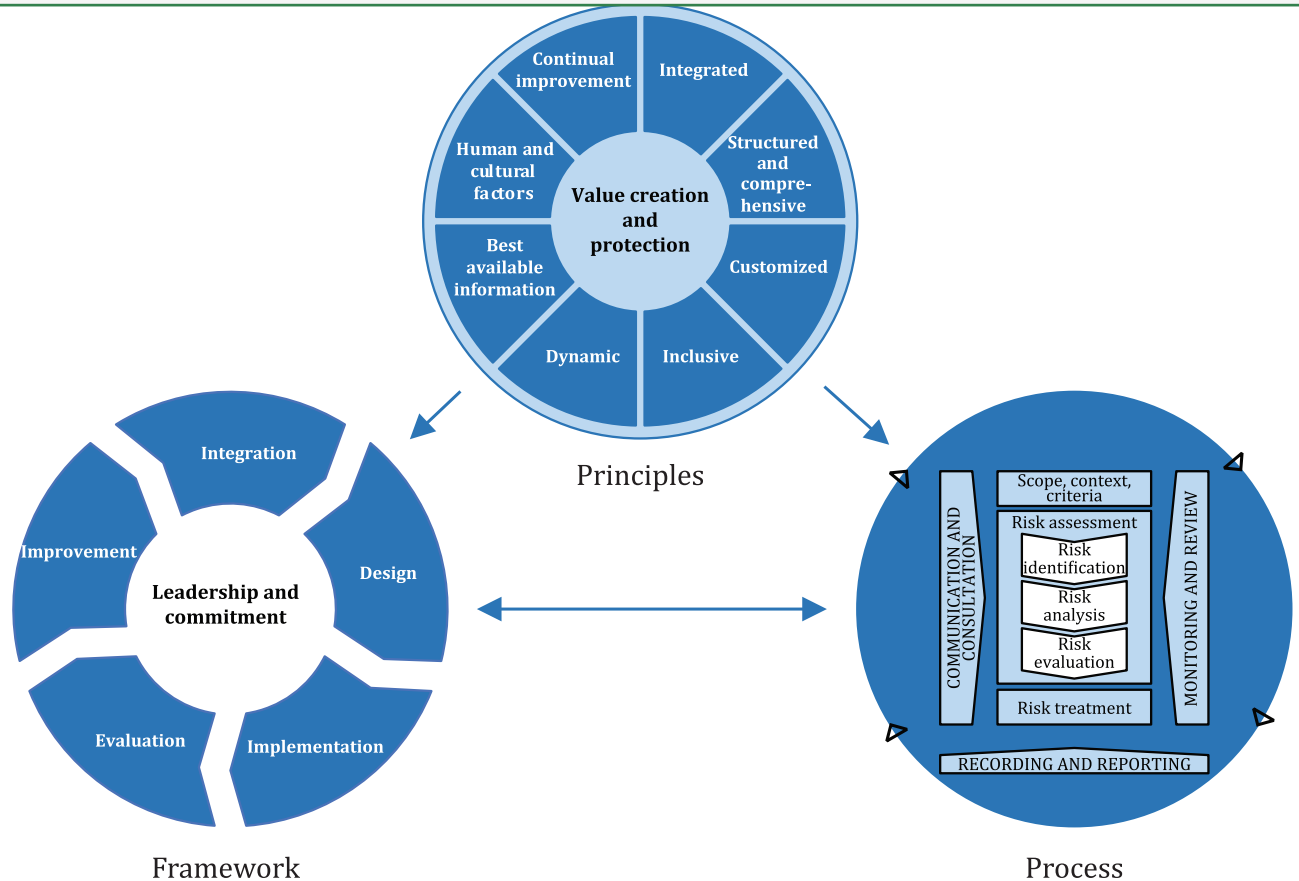 Continual
improvement
Integrated
Structured
and
compre-
hensive
Customized
Inclusive
Dynamic
Best
available
information
Human and
cultural
factors
Value creation
and
protection
Principles
Integration
Design
Implementation
Evaluation
Improvement
Leadership and
commitment
Framework
Scope, context,
criteria
Risk assessment
Risk
identification
Risk
analysis
Risk
evaluation
Risk treatment
COMMUNICATION AND
CONSULTATION
MONITORING AND REVIEW
RECORDING AND REPORTING
Process